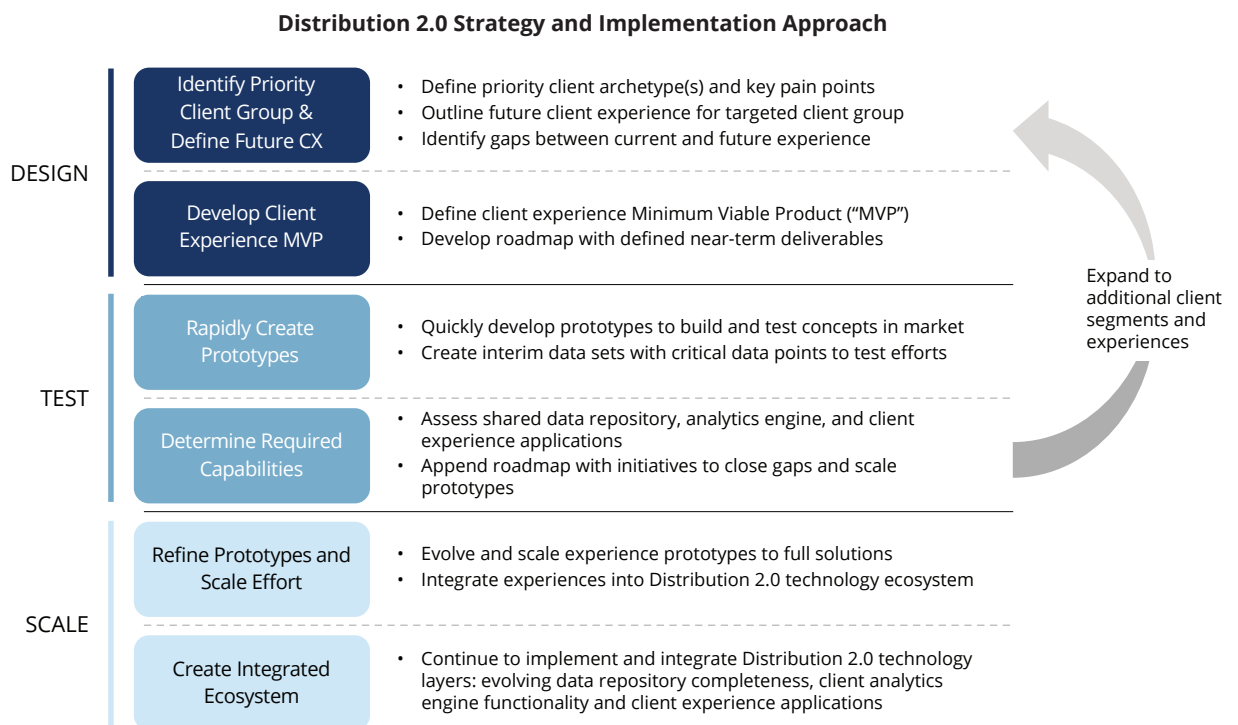 Distribution 2.0 Strategy and Implementation Approach
DESIGN
Identify Priority
Client Group &
Define Future CX
• Define priority client archetype(s) and key pain points
• Outline future client experience for targeted client group
• Identify gaps between current and future experience
Develop Client
Experience MVP
• Define client experience Minimum Viable Product (“MVP”)
• Develop roadmap with defined near-term deliverables
TEST
Rapidly Create
Prototypes
• Quickly develop prototypes to build and test concepts in market
• Create interim data sets with critical data points to test efforts
Determine Required
Capabilities
• Assess shared data repository, analytics engine, and client
experience applications
• Append roadmap with initiatives to close gaps and scale
prototypes
SCALE
Refine Prototypes and
Scale Effort
• Evolve and scale experience prototypes to full solutions
• Integrate experiences into Distribution 2.0 technology ecosystem
Create Integrated
Ecosystem
• Continue to implement and integrate Distribution 2.0 technology
layers: evolving data repository completeness, client analytics
engine functionality and client experience applications
Expand to
additional client
segments and
experiences